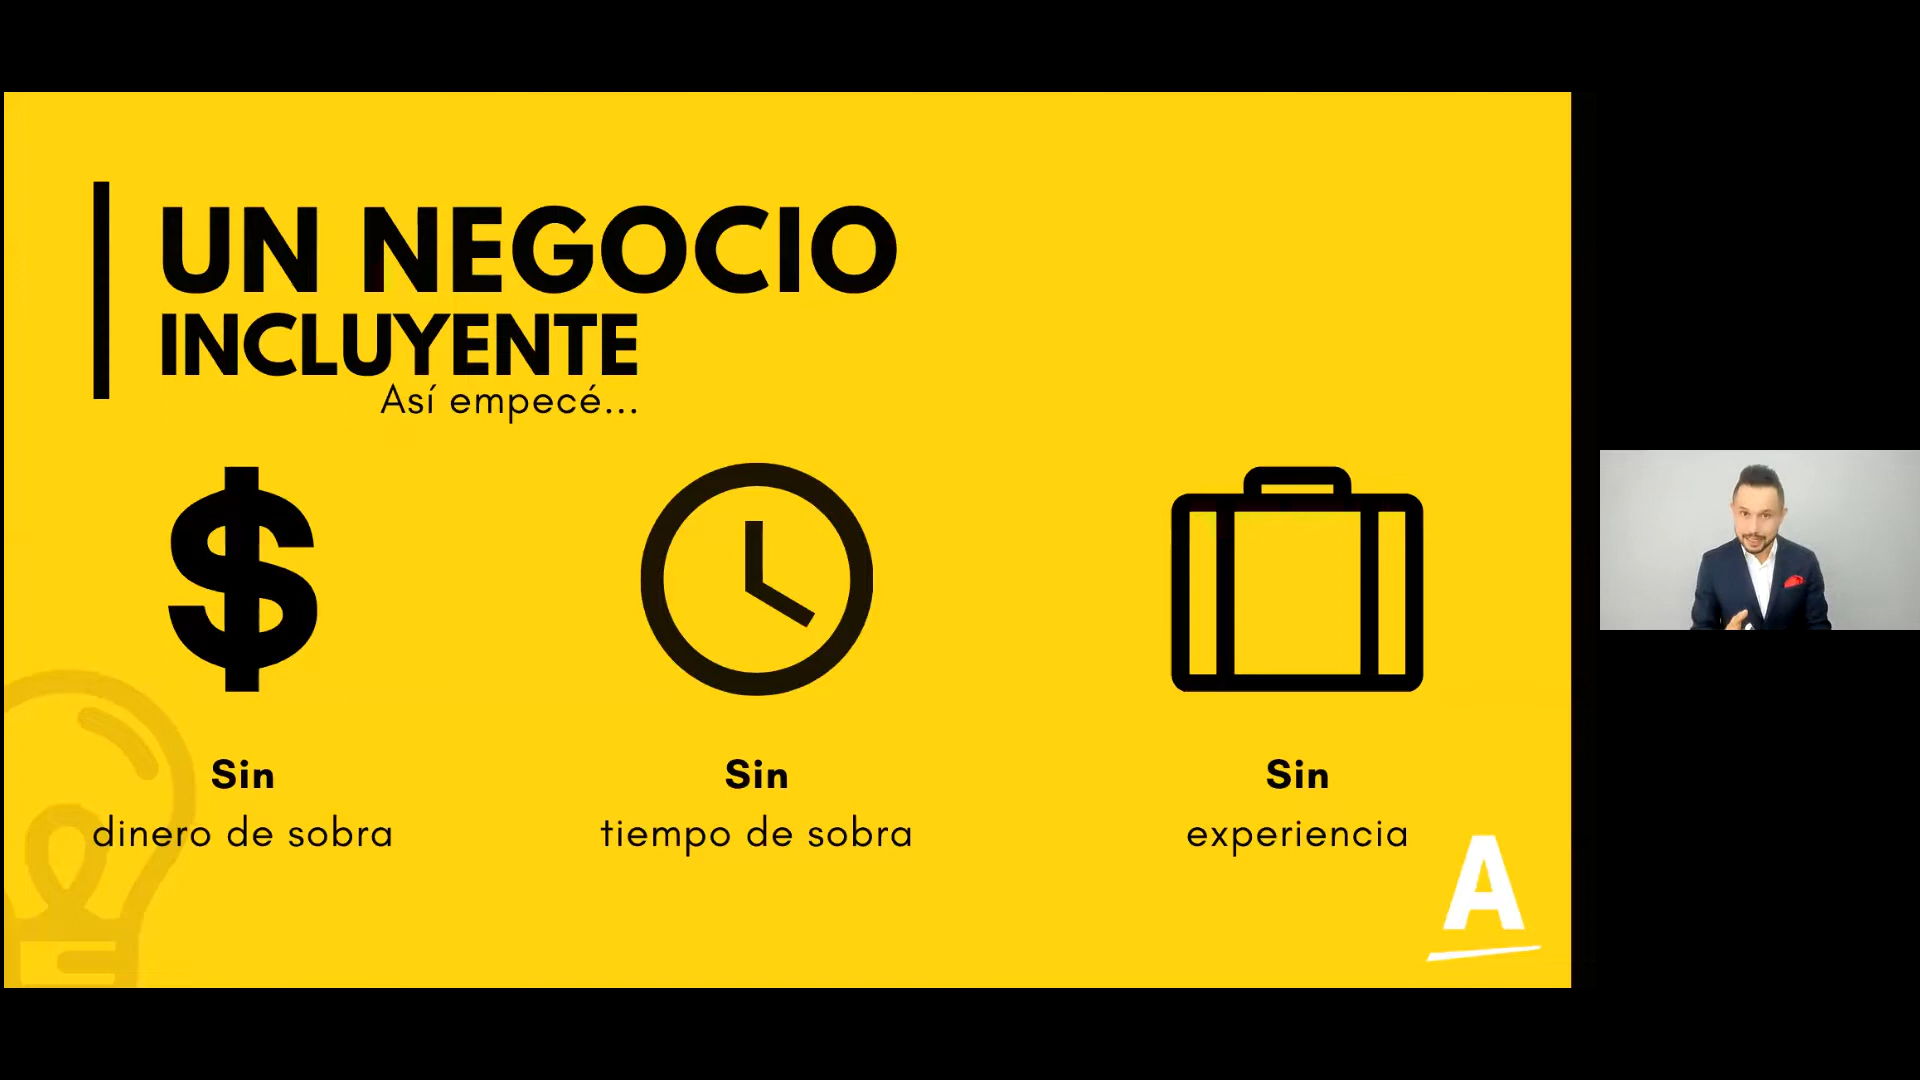 UN NEGOCIO
INCLUYENTE
Así empecé...
Sin
dinero de sobra
Sin
tiempo de sobra
Sin
experiencia
A